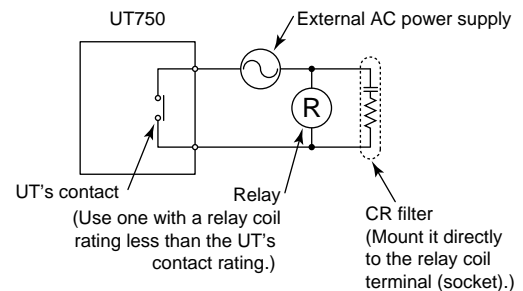 UT750
External AC power supply
R
UT's contact
(Use one with a relay coil
rating less than the UT's
contact rating.)
Relay
CR filter
(Mount it directly
to the relay coil
terminal (socket).)